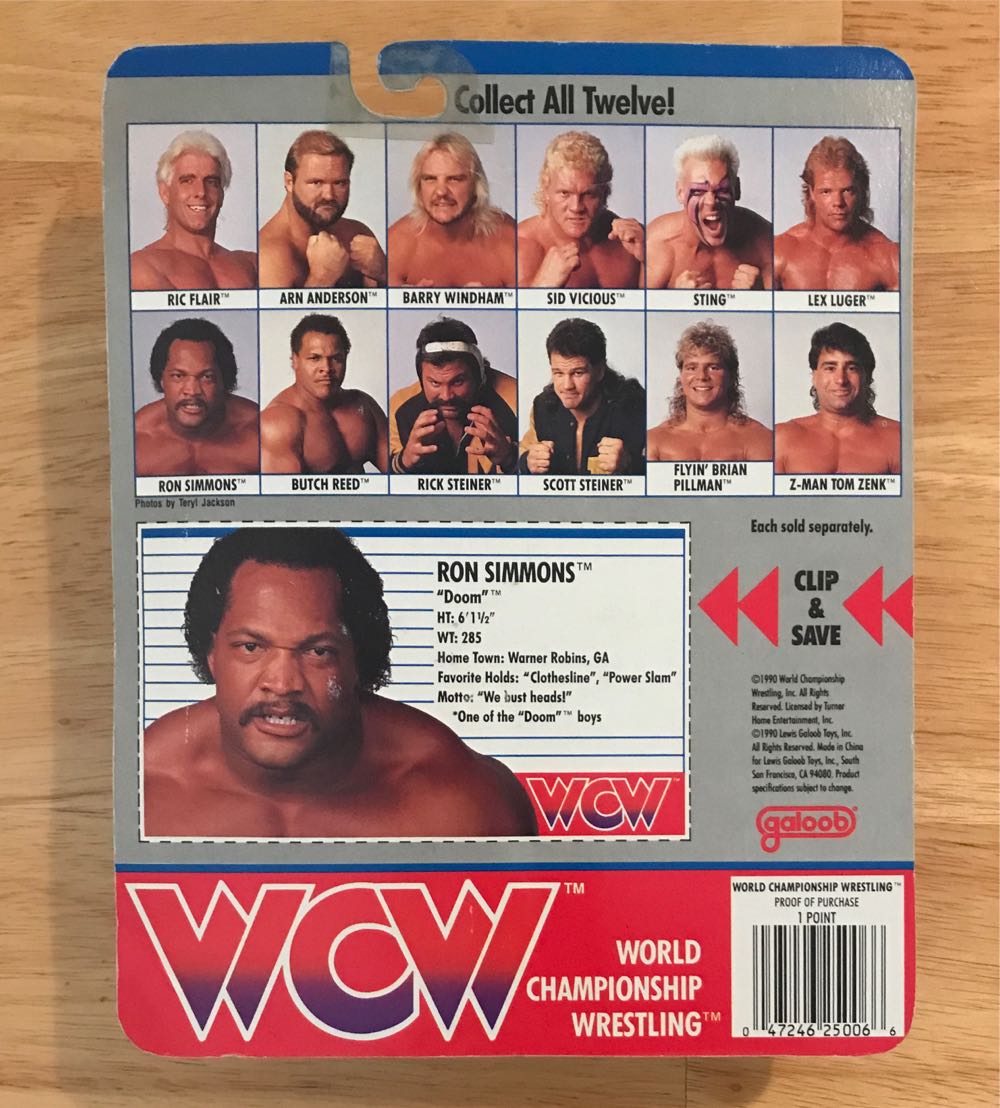 Collect All Twelve!
RIC FLAIR™
ARN ANDERSON™
BARRY WINDHAM™
SID VICIOUS™
STING™
LEX LUGER™
RON SIMMONS™
BUTCH REED™
RICK STEINER™
SCOTT STEINER™
FLYIN' BRIAN
PILLMAN™
Z-MAN TOM ZENK™
Photos by Teryl Jackson
Each sold separately.
RON SIMMONS™
"Doom"™
HT: 6'1½"
WT: 285
Home Town: Warner Robins, GA
Favorite Holds: "Clothesline", "Power Slam"
Motto: "We bust heads!"
*One of the "Doom"™ boys
WCW™
CLIP
&
SAVE
©1990 World Championship
Wrestling, Inc. All Rights
Reserved. Licensed by Turner
Home Entertainment, Inc.
©1990 Lewis Galoob Toys, Inc.
All Rights Reserved. Made in China
for Lewis Galoob Toys, Inc., South
San Francisco, CA 94080. Product
specifications subject to change.
galoob®
WCW™
WORLD
CHAMPIONSHIP
WRESTLING™
WORLD CHAMPIONSHIP WRESTLING™
PROOF OF PURCHASE
1 POINT
0 47246 25006 6